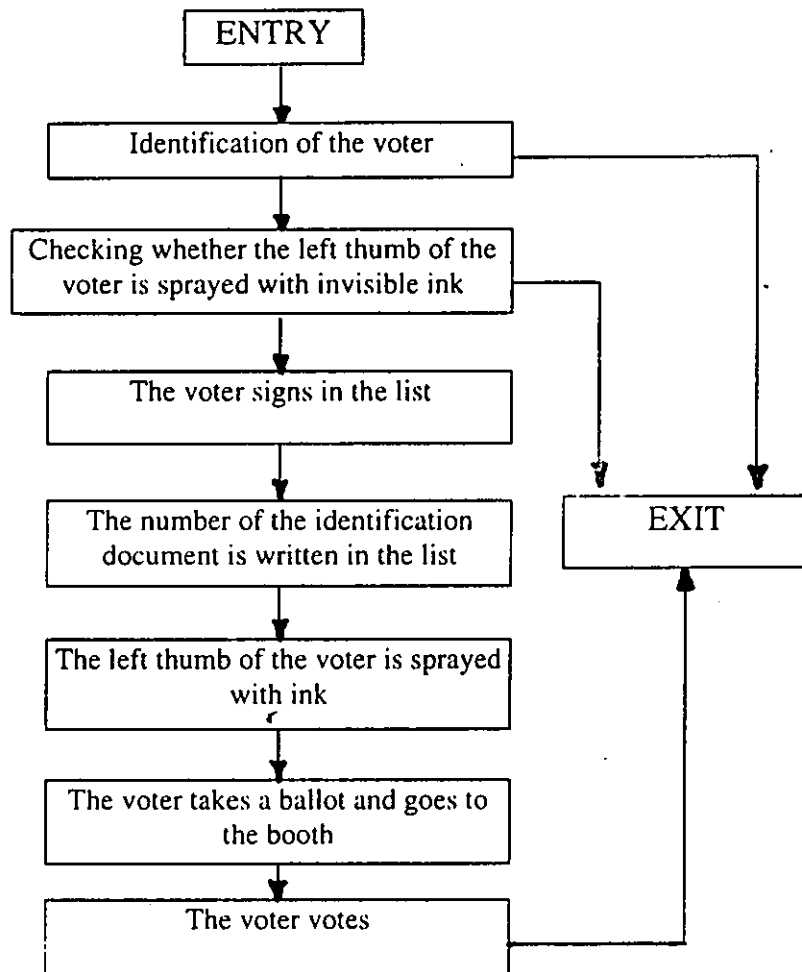 ENTRY
Identification of the voter
Checking whether the left thumb of the
voter is sprayed with invisible ink
The voter signs in the list
The number of the identification
document is written in the list
EXIT
The left thumb of the voter is sprayed
with ink
The voter takes a ballot and goes to
the booth
The voter votes